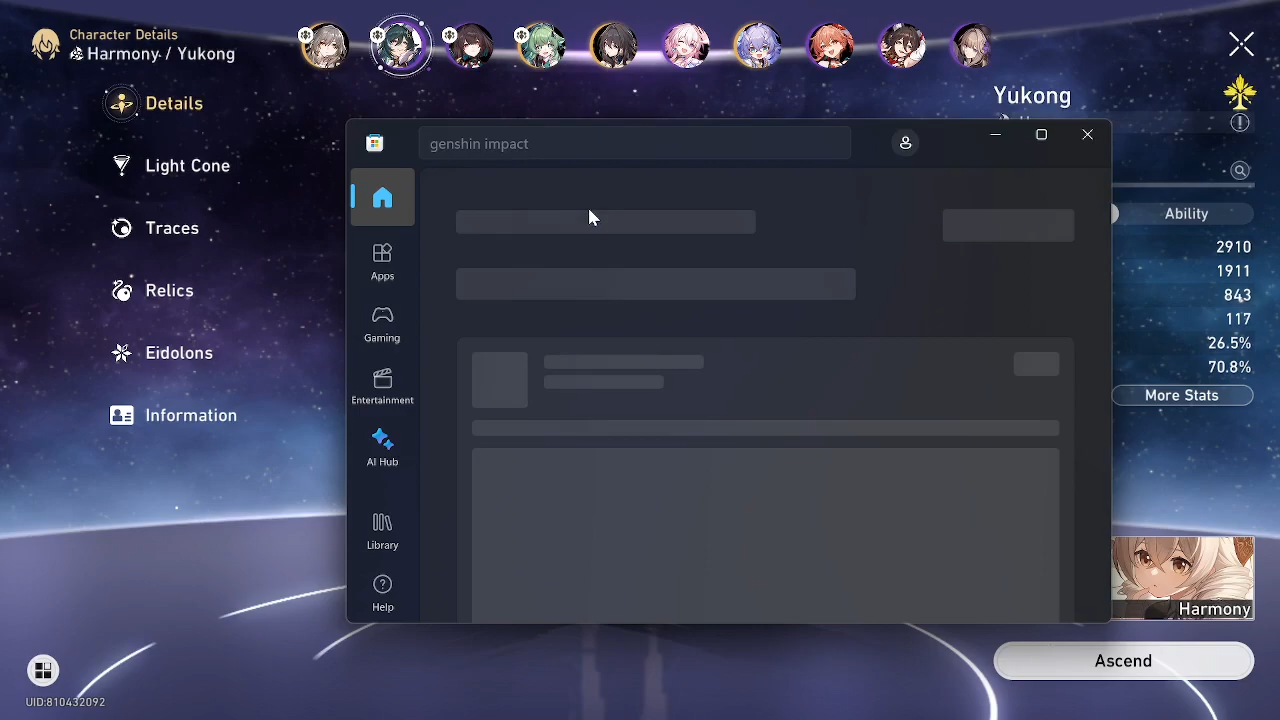 Character Details
Harmony / Yukong
Details
Light Cone
Traces
Relics
Eidolons
Information
genshin impact
Apps
Gaming
Entertainment
AI Hub
Library
Help
Yukong
Ability
2910
1911
843
117
26.5%
70.8%
More Stats
Harmony
Ascend
UID:810432092